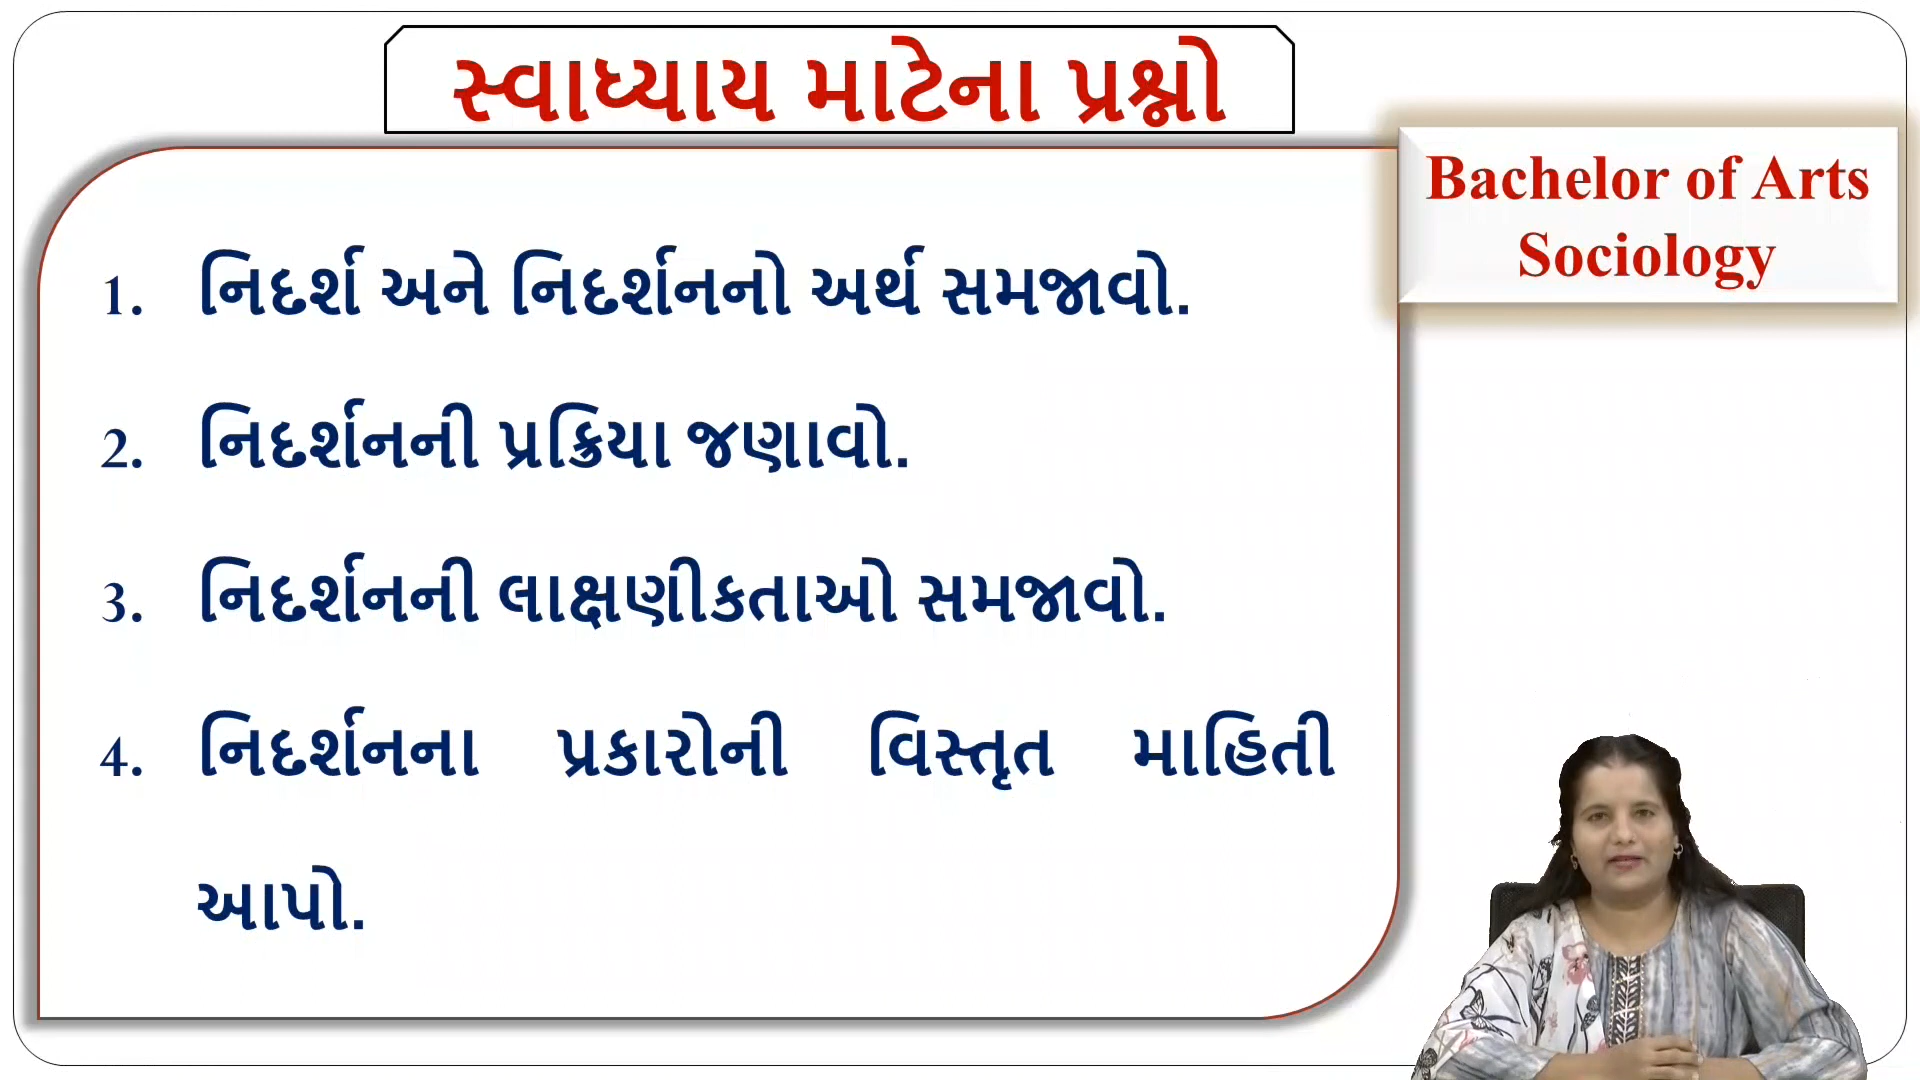 સ્વાધ્યાય માટેના પ્રશ્નો
Bachelor of Arts
Sociology
1. નિદર્શ અને નિદર્શનનો અર્થ સમજાવો.
2. નિદર્શનની પ્રક્રિયા જણાવો.
3. નિદર્શનની લાક્ષણીકતાઓ સમજાવો.
4. નિદર્શનના પ્રકારોની વિસ્તૃત માહિતી
આપો.